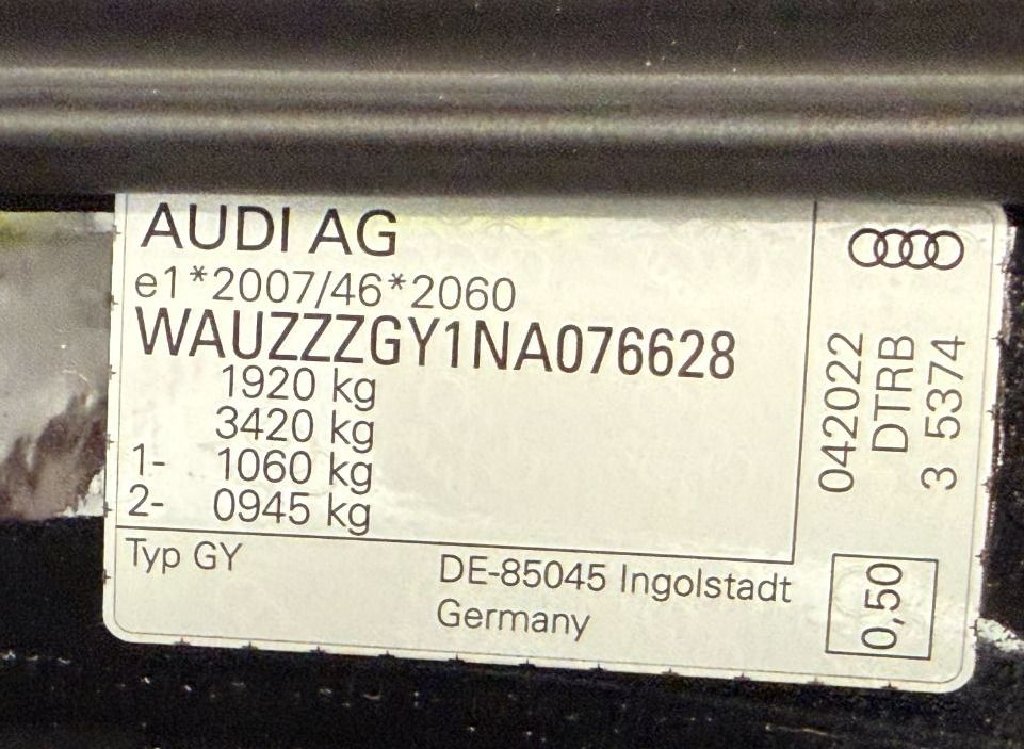 AUDI AG
e1*2007/46*2060
WAUZZZGY1NA076628
1920 kg
3420 kg
1- 1060 kg
2- 0945 kg
Typ GY
DE-85045 Ingolstadt
Germany
042022
DTRB
3 5374
0,50